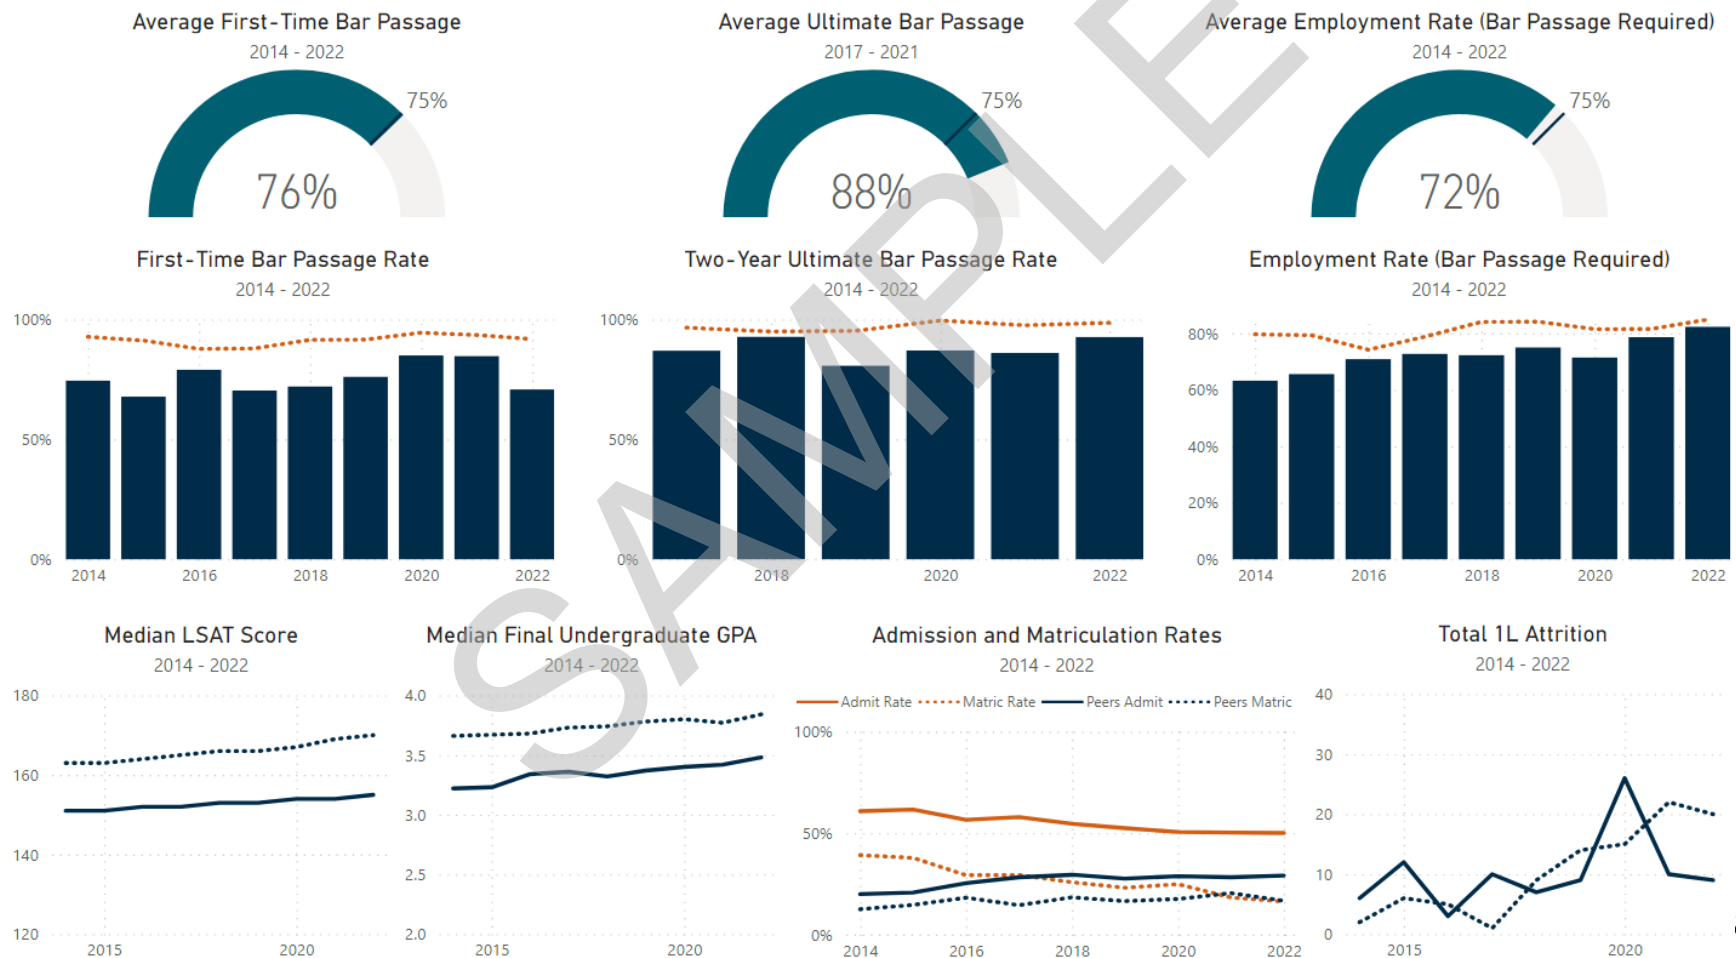 Average First-Time Bar Passage
2014 - 2022
75%
76%
Average Ultimate Bar Passage
2017 - 2021
75%
88%
Average Employment Rate (Bar Passage Required)
2014 - 2022
75%
72%
First-Time Bar Passage Rate
2014 - 2022
100%
50%
0%
2014 2016 2018 2020 2022
Two-Year Ultimate Bar Passage Rate
2014 - 2022
100%
50%
0%
2018 2020 2022
Employment Rate (Bar Passage Required)
2014 - 2022
80%
60%
40%
20%
0%
2014 2016 2018 2020 2022
Median LSAT Score
2014 - 2022
180
160
140
120
2015 2020
Median Final Undergraduate GPA
2014 - 2022
4.0
3.5
3.0
2.5
2.0
2015 2020
Admission and Matriculation Rates
2014 - 2022
Admit Rate Matric Rate Peers Admit Peers Matric
100%
50%
0%
2014 2016 2018 2020 2022
Total 1L Attrition
2014 - 2022
40
30
20
10
0
2015 2020
SAMPLE